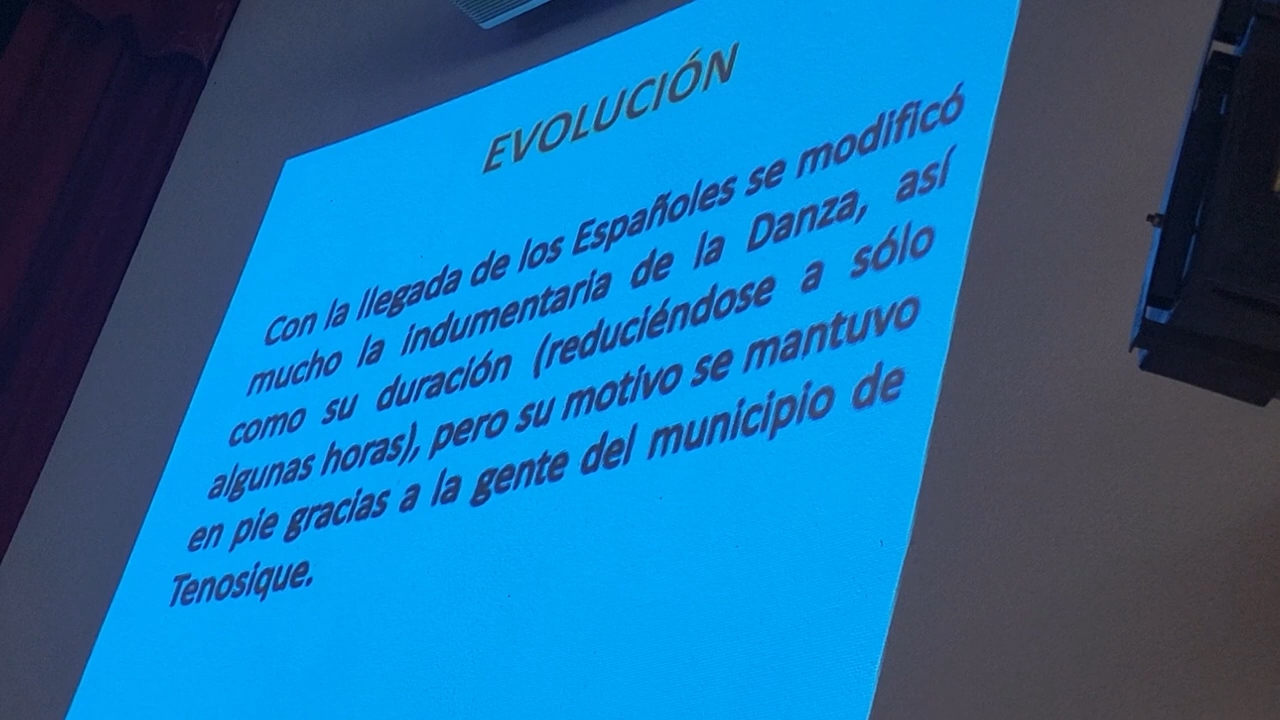 EVOLUCIÓN
Con la llegada de los Españoles se modificó
mucho la indumentaria de la Danza, así
como su duración (reduciéndose a sólo
algunas horas), pero su motivo se mantuvo
en pie gracias a la gente del municipio de
Tenosique.